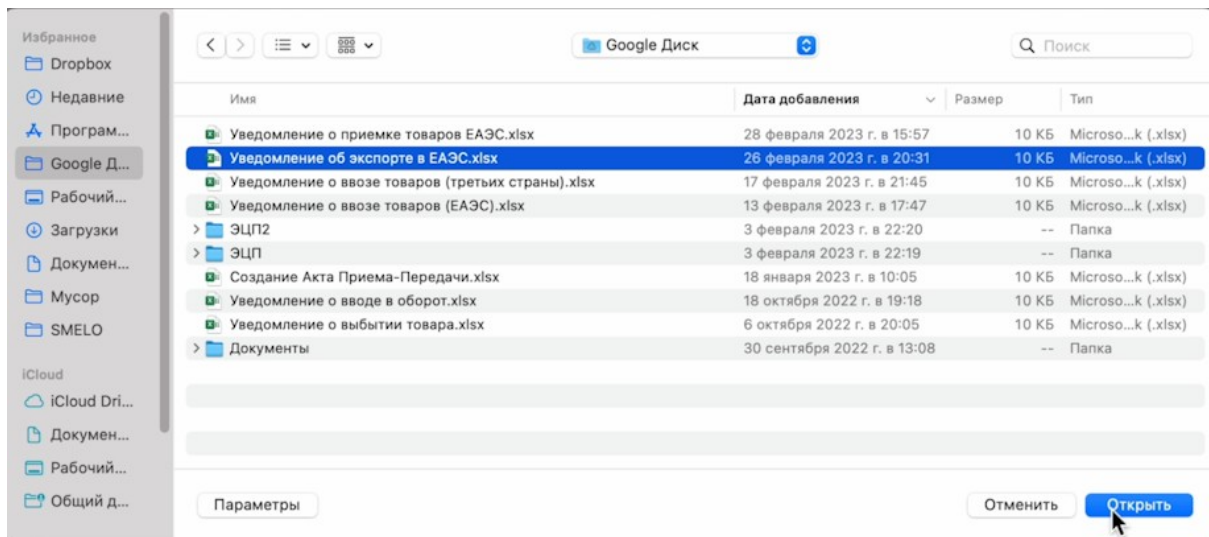 Избранное
Dropbox
Недавние
Програм...
Google Д...
Рабочий...
Загрузки
Докумен...
Мусор
SMELO
iCloud
iCloud Dri...
Докумен...
Рабочий...
Общий д...
Google Диск
Поиск
Имя Дата добавления Размер Тип
Уведомление о приемке товаров ЕАЭС.xlsx 28 февраля 2023 г. в 15:57 10 КБ Microso...k (.xlsx)
Уведомление об экспорте в ЕАЭС.xlsx 26 февраля 2023 г. в 20:31 10 КБ Microso...k (.xlsx)
Уведомление о ввозе товаров (третьих страны).xlsx 17 февраля 2023 г. в 21:45 10 КБ Microso...k (.xlsx)
Уведомление о ввозе товаров (ЕАЭС).xlsx 13 февраля 2023 г. в 17:47 10 КБ Microso...k (.xlsx)
ЭЦП2 3 февраля 2023 г. в 22:20 -- Папка
ЭЦП 3 февраля 2023 г. в 22:19 -- Папка
Создание Акта Приема-Передачи.xlsx 18 января 2023 г. в 10:05 10 КБ Microso...k (.xlsx)
Уведомление о вводе в оборот.xlsx 18 октября 2022 г. в 19:18 10 КБ Microso...k (.xlsx)
Уведомление о выбытии товара.xlsx 6 октября 2022 г. в 20:05 10 КБ Microso...k (.xlsx)
Документы 30 сентября 2022 г. в 13:08 -- Папка
Параметры Отменить Открыть